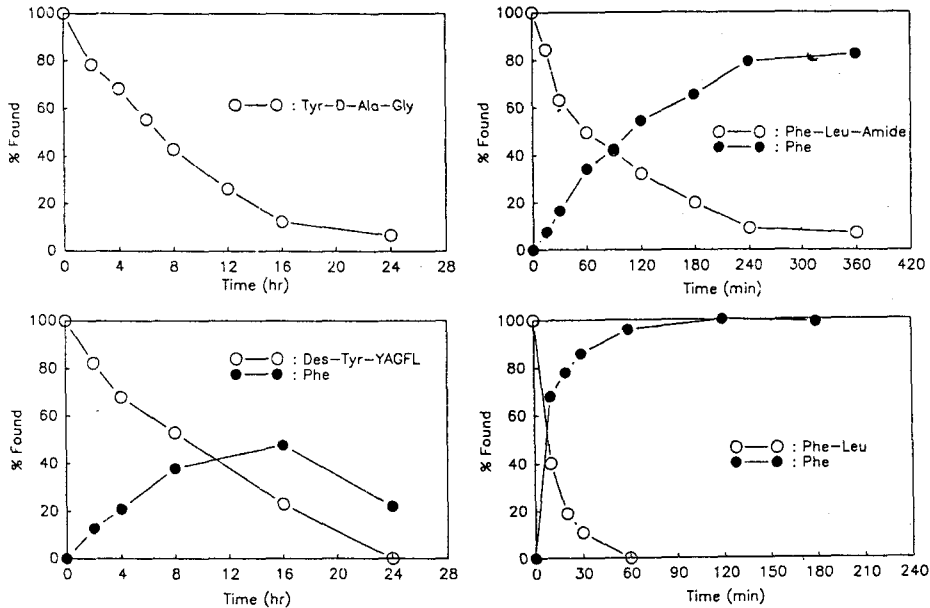 100
80
60
40
20
0
% Found
: Tyr-D-Ala-Gly
0 4 8 12 16 20 24 28
Time (hr)
100
80
60
40
20
0
% Found
: Phe-Leu-Amide
: Phe
0 60 120 180 240 300 360 420
Time (min)
100
80
60
40
20
0
% Found
: Des-Tyr-YAGFL
: Phe
0 4 8 12 16 20 24 28
Time (hr)
100
80
60
40
20
0
% Found
: Phe-Leu
: Phe
0 30 60 90 120 150 180 210 240
Time (min)